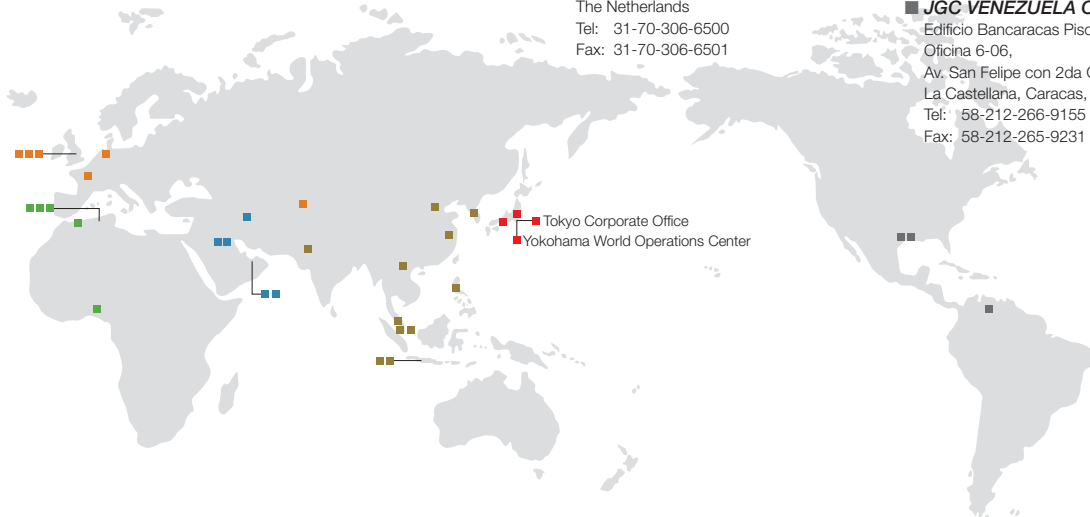 The Netherlands
Tel: 31-70-306-6500
Fax: 31-70-306-6501
JGC VENEZUELA
Edificio Bancaracas
Oficina 6-06,
Av. San Felipe con 2da
La Castellana, Caracas,
Tel: 58-212-266-9155
Fax: 58-212-265-9231
Tokyo Corporate Office
Yokohama World Operations Center